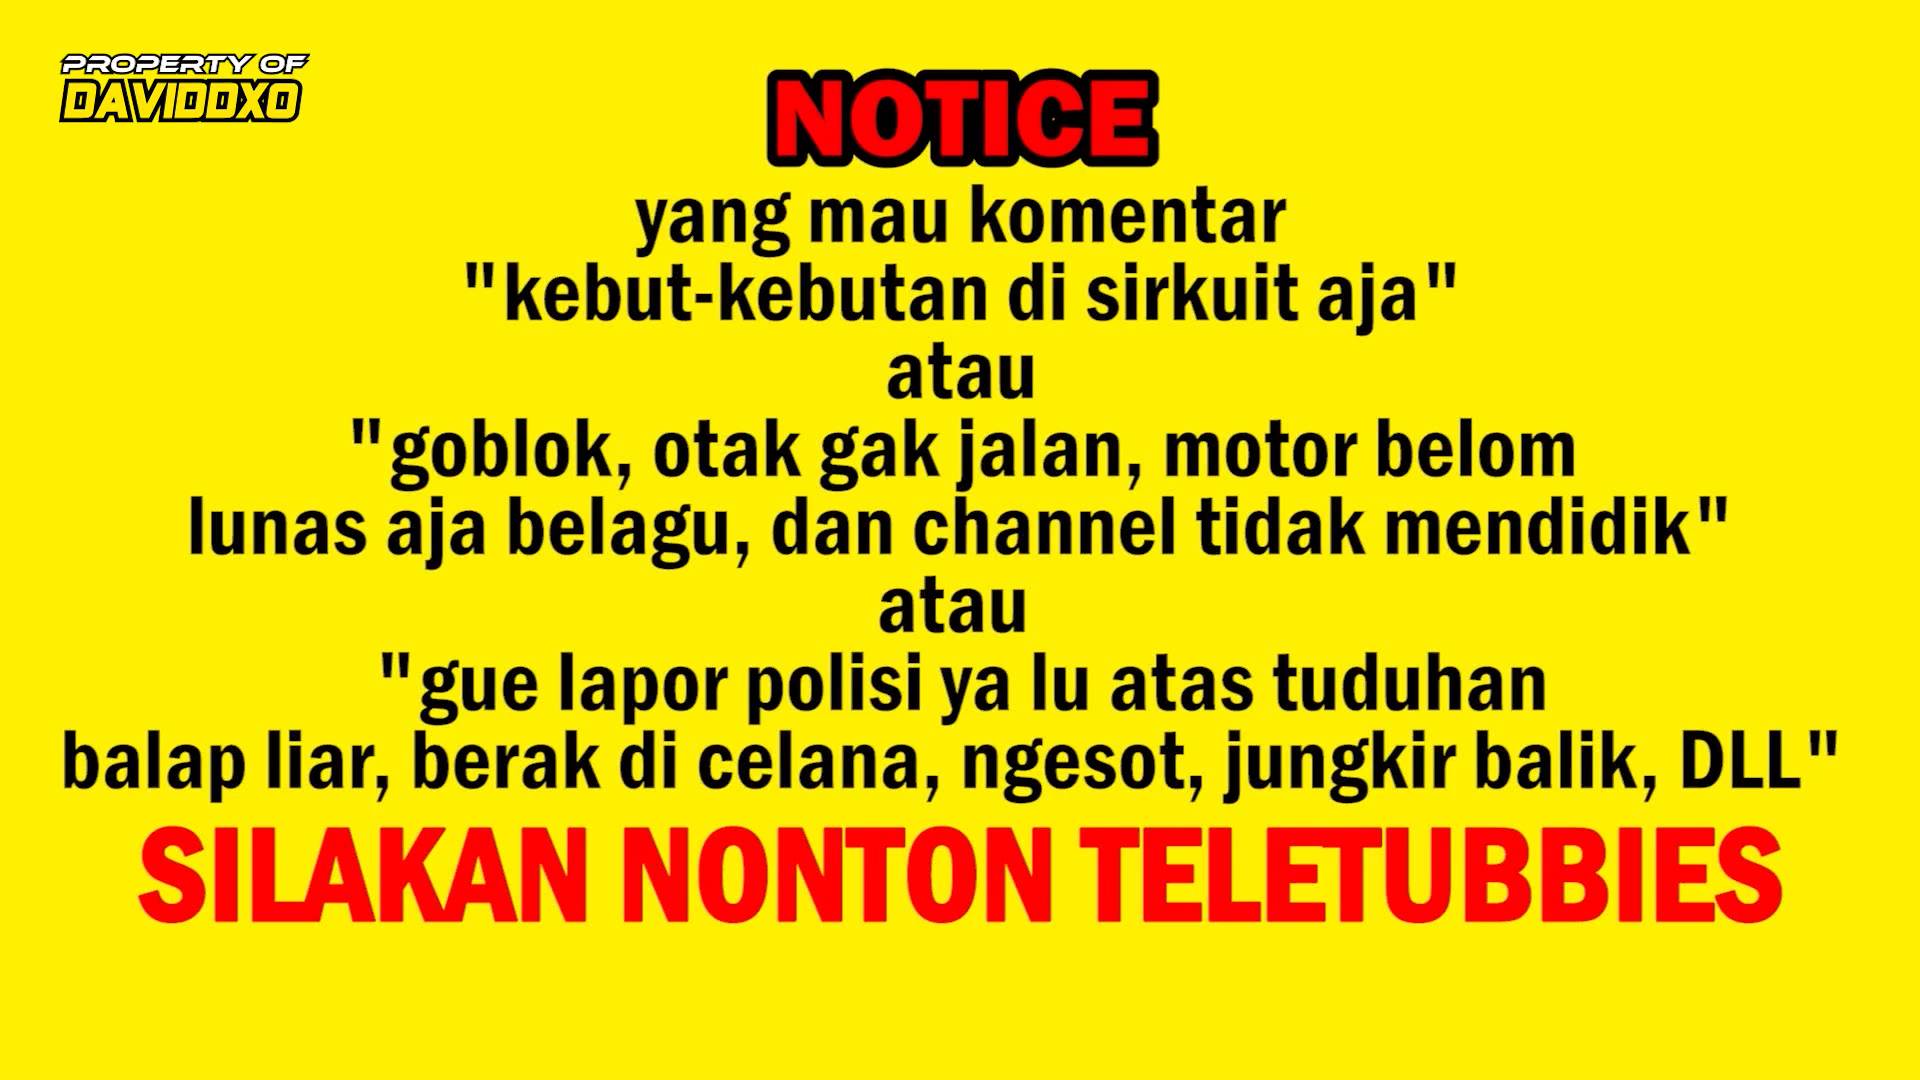 PROPERTY OF
DAVIDDXO
NOTICE
yang mau komentar
"kebut-kebutan di sirkuit aja"
atau
"goblok, otak gak jalan, motor belom
lunas aja belagu, dan channel tidak mendidik"
atau
"gue lapor polisi ya lu atas tuduhan
balap liar, berak di celana, ngesot, jungkir balik, DLL"
SILAKAN NONTON TELETUBBIES